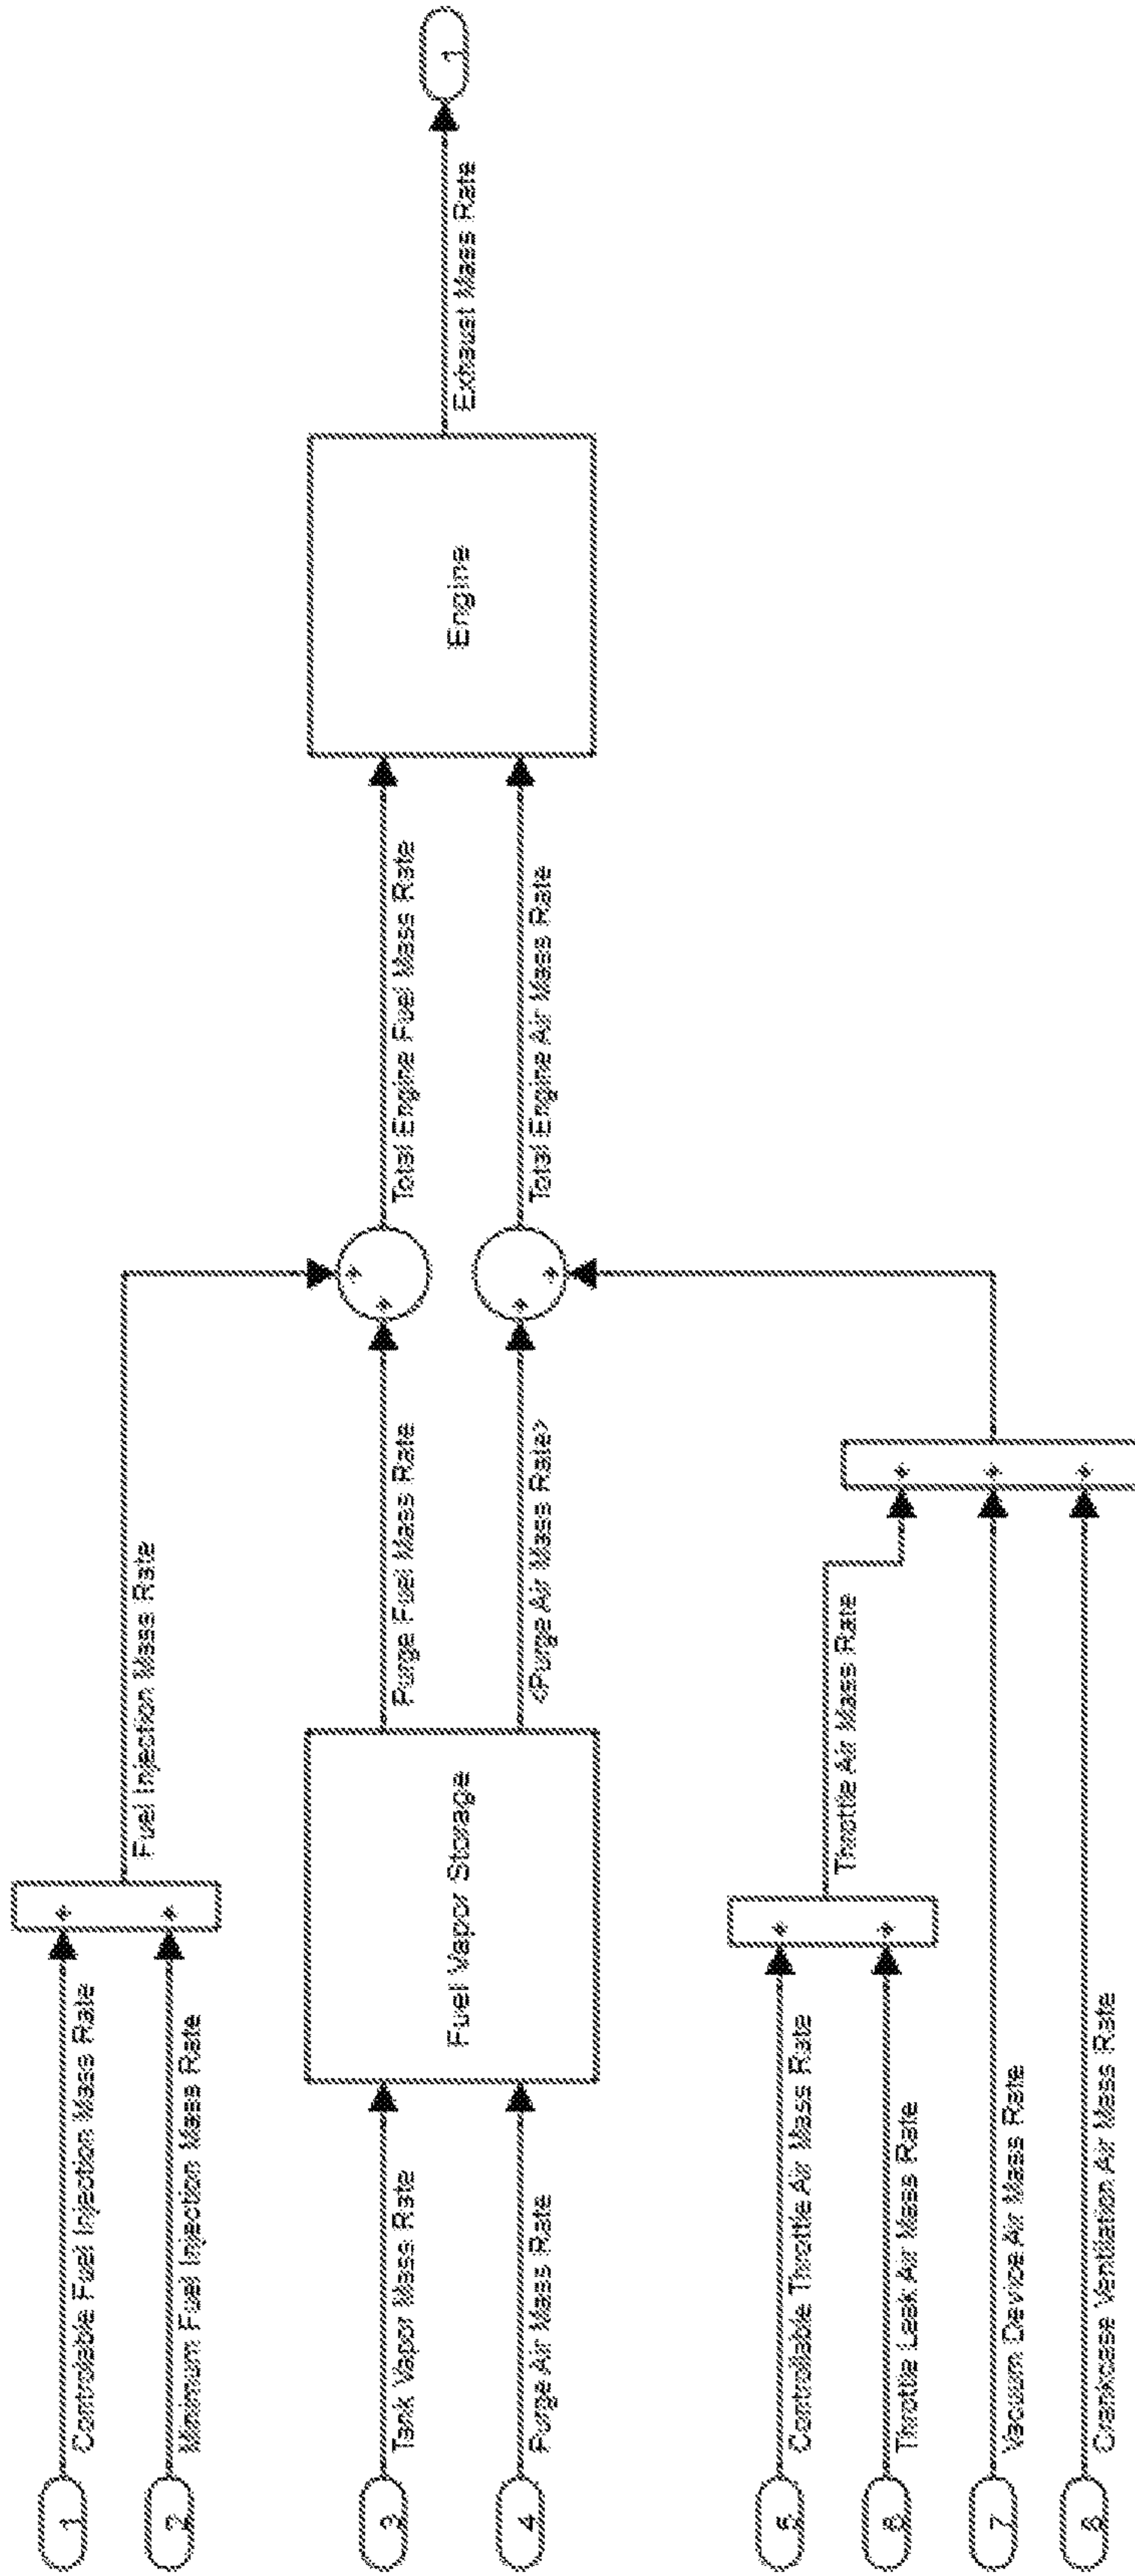 1
Controllable Fuel Injection Mass Rate
2
Minimum Fuel Injection Mass Rate
Fuel Injection Mass Rate
3
Tank Vapor Mass Rate
4
Purge Air Mass Rate
Fuel Vapor Storage
Purge Fuel Mass Rate
<Purge Air Mass Rate>
+
+
+
+
+
+
Total Engine Fuel Mass Rate
Total Engine Air Mass Rate
Engine
Exhaust Mass Rate
1
5
Controllable Throttle Air Mass Rate
6
Throttle Leak Air Mass Rate
+
+
Throttle Air Mass Rate
7
Vacuum Device Air Mass Rate
8
Crankcase Ventilation Air Mass Rate
+
+
+